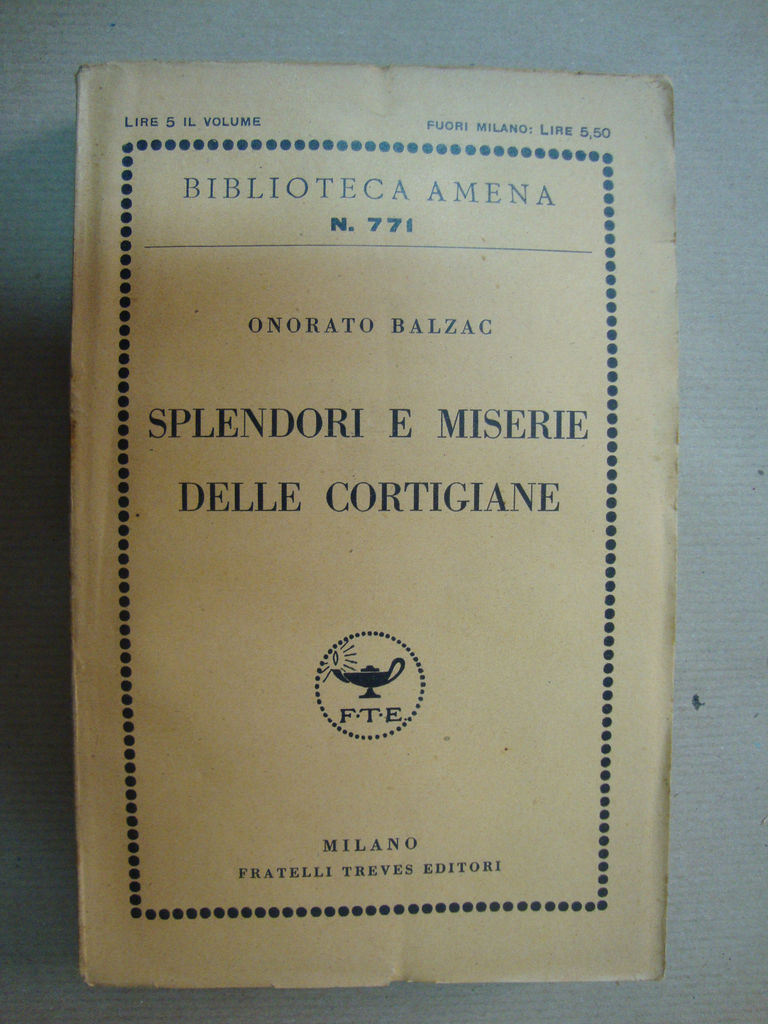 LIRE 5 IL VOLUME
FUORI MILANO: LIRE 5,50
BIBLIOTECA AMENA
N. 771
ONORATO BALZAC
SPLENDORI E MISERIE
DELLE CORTIGIANE
F·T·E·
MILANO
FRATELLI TREVES EDITORI